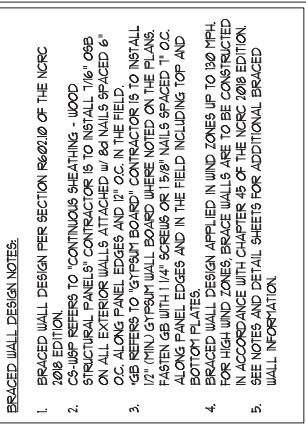 BRACED WALL DESIGN NOTES:
1. BRACED WALL DESIGN PER SECTION R602.10 OF THE NCRC
2018 EDITION.
2. CS-WSP REFERS TO "CONTINUOUS SHEATHING - WOOD
STRUCTURAL PANELS" CONTRACTOR IS TO INSTALL 7/16" OSB
ON ALL EXTERIOR WALLS ATTACHED w/ 8d NAILS SPACED 6"
O.C. ALONG PANEL EDGES AND 12" O.C. IN THE FIELD.
3. "GB REFERS TO "GYPSUM BOARD" CONTRACTOR IS TO INSTALL
1/2" (MIN.) GYPSUM WALL BOARD WHERE NOTED ON THE PLANS.
FASTEN GB WITH 1 1/4" SCREWS OR 1 5/8" NAILS SPACED 7" O.C.
ALONG PANEL EDGES AND IN THE FIELD INCLUDING TOP AND
BOTTOM PLATES.
4. BRACED WALL DESIGN APPLIED IN WIND ZONES UP TO 130 MPH.
FOR HIGH WIND ZONES, BRACE WALLS ARE TO BE CONSTRUCTED
IN ACCORDANCE WITH CHAPTER 45 OF THE NCRC 2018 EDITION.
5. SEE NOTES AND DETAIL SHEETS FOR ADDITIONAL BRACED
WALL INFORMATION.